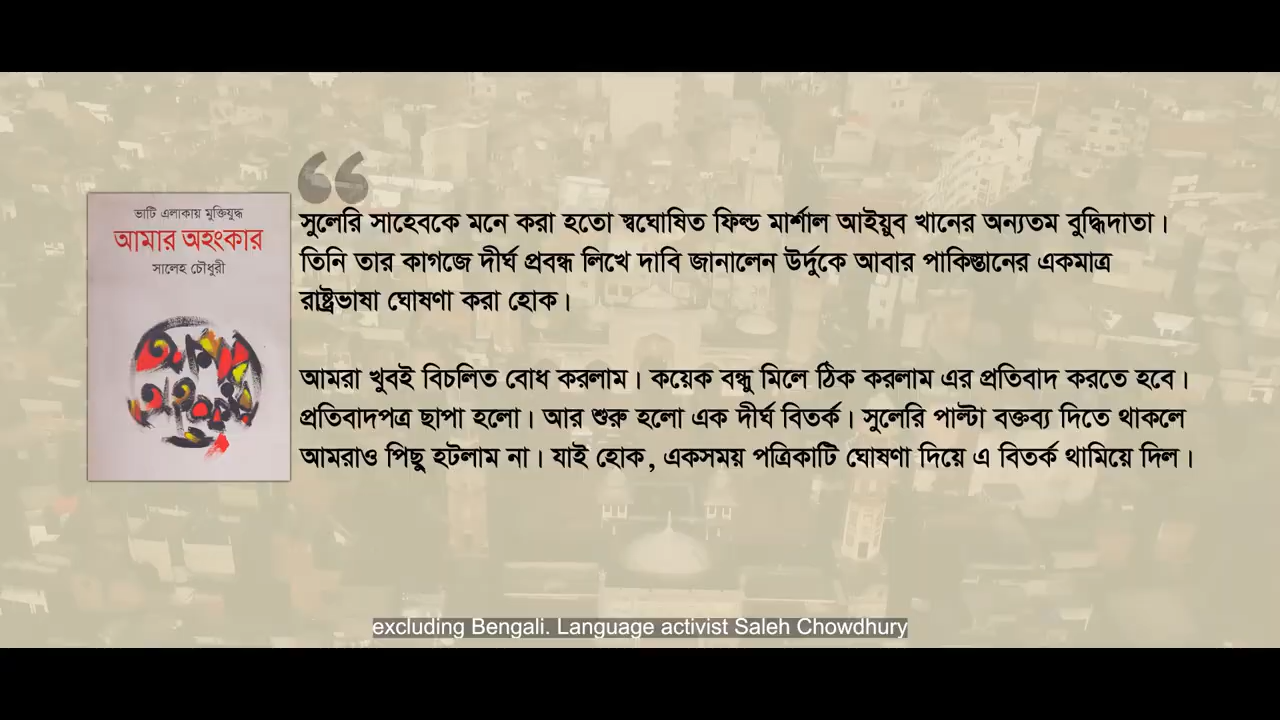 ভাটি এলাকায় মুক্তিযুদ্ধ
আমার অহংকার
সালেহ চৌধুরী
“
সুলেরি সাহেবকে মনে করা হতো স্বঘোষিত ফিল্ড মার্শাল আইয়ুব খানের অন্যতম বুদ্ধিদাতা।
তিনি তার কাগজে দীর্ঘ প্রবন্ধ লিখে দাবি জানালেন উর্দুকে আবার পাকিস্তানের একমাত্র
রাষ্ট্রভাষা ঘোষণা করা হোক।
আমরা খুবই বিচলিত বোধ করলাম। কয়েক বন্ধু মিলে ঠিক করলাম এর প্রতিবাদ করতে হবে।
প্রতিবাদপত্র ছাপা হলো। আর শুরু হলো এক দীর্ঘ বিতর্ক। সুলেরি পাল্টা বক্তব্য দিতে থাকলে
আমরাও পিছু হটলাম না। যাই হোক, একসময় পত্রিকাটি ঘোষণা দিয়ে এ বিতর্ক থামিয়ে দিল।
excluding Bengali. Language activist Saleh Chowdhury